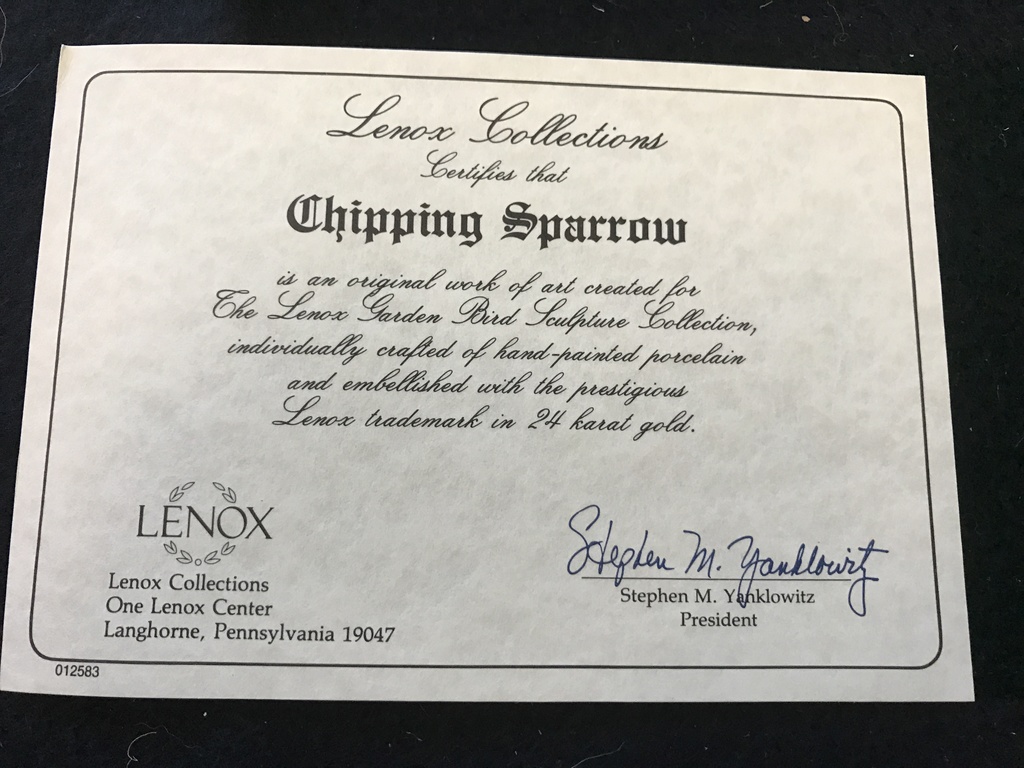 Lenox Collections
Certifies that
Chipping Sparrow
is an original work of art created for
The Lenox Garden Bird Sculpture Collection,
individually crafted of hand-painted porcelain
and embellished with the prestigious
Lenox trademark in 24 karat gold.
LENOX
Lenox Collections
One Lenox Center
Langhorne, Pennsylvania 19047
Stephen M. Yanklowitz
Stephen M. Yanklowitz
President
012583